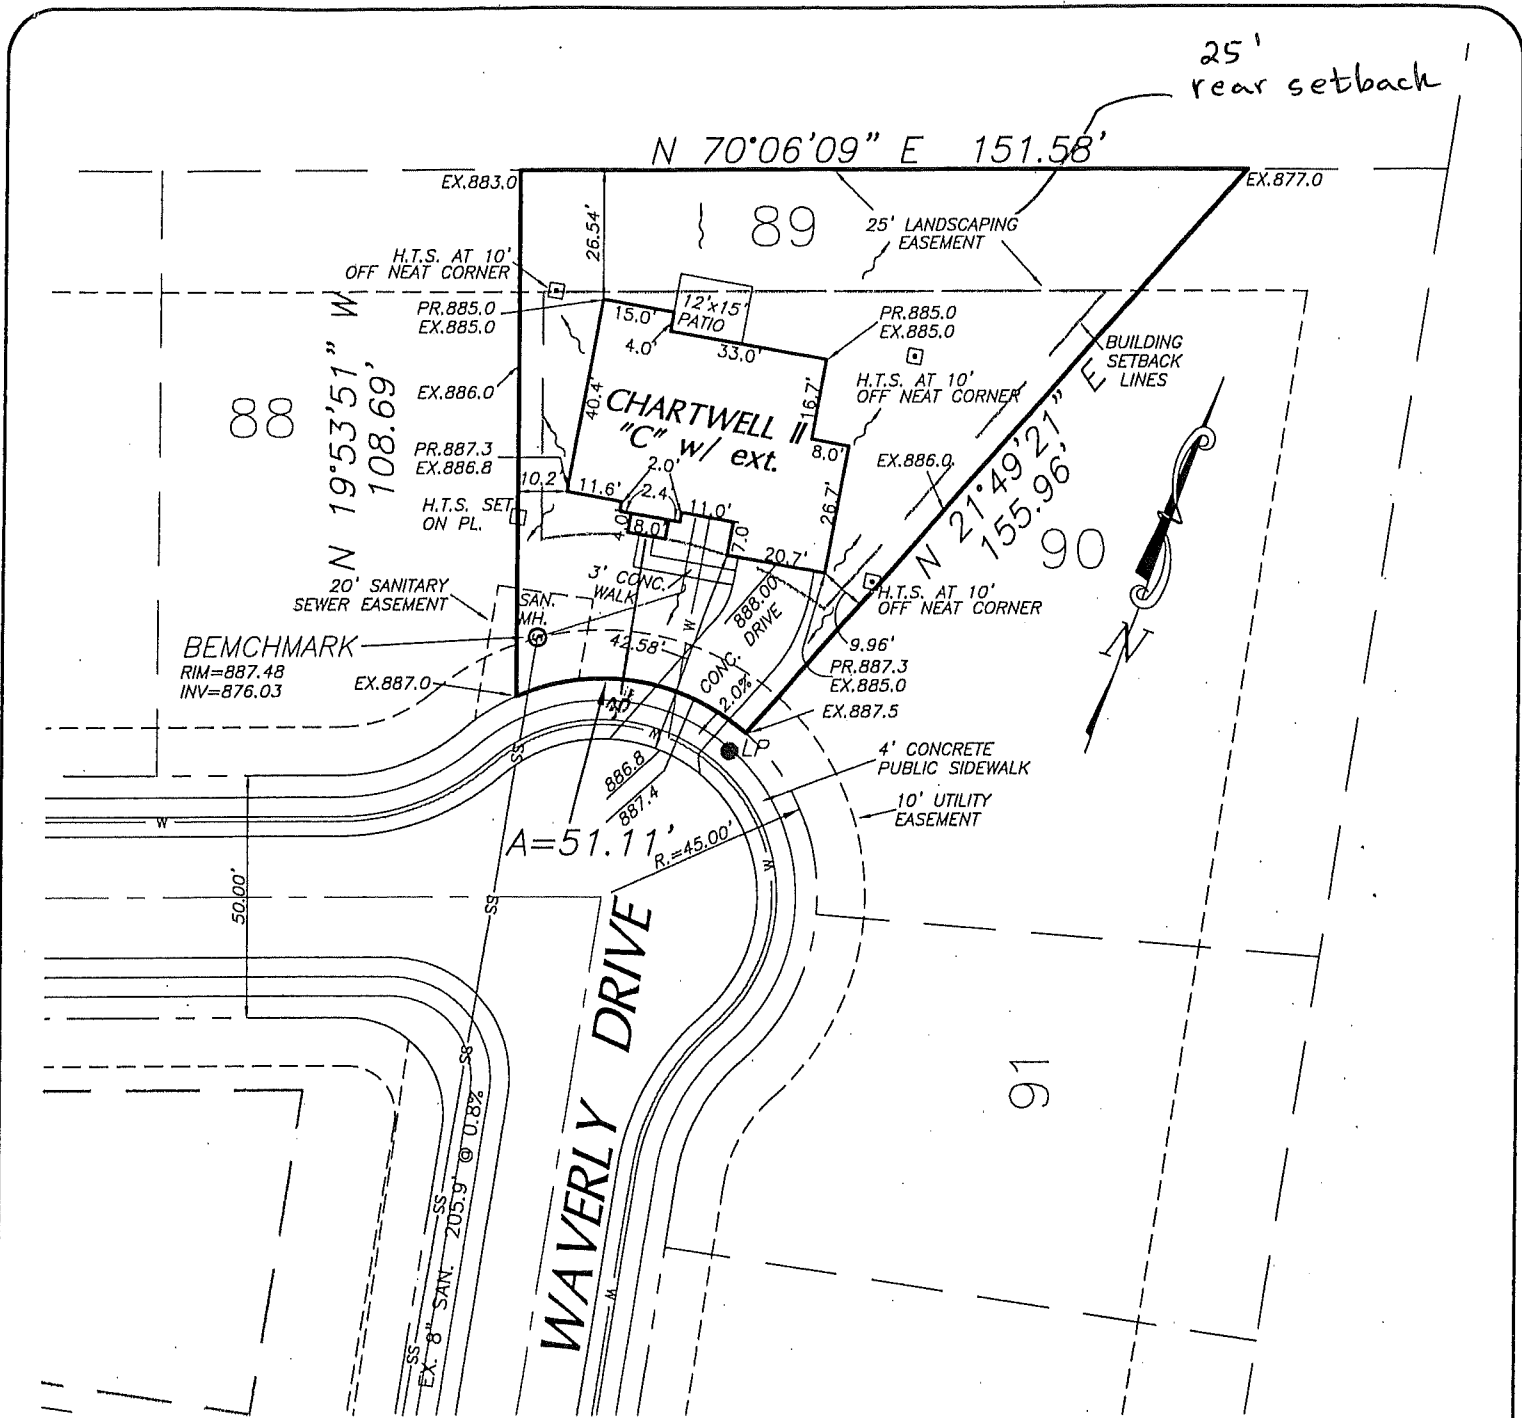 25'
rear setback
N 70°06'09" E 151.58'
EX.883.0
EX.877.0
26.54'
89
25' LANDSCAPING
EASEMENT
H.T.S. AT 10'
OFF NEAT CORNER
PR.885.0
EX.885.0
15.0'
12'x15'
PATIO
4.0'
33.0'
PR.885.0
EX.885.0
BUILDING
SETBACK
LINES
H.T.S. AT 10'
OFF NEAT CORNER
N 19°53'51" W
108.69'
88
EX.886.0
40.4'
CHARTWELL II
"C" w/ ext.
16.7'
8.0'
PR.887.3
EX.886.8
EX.886.0
N 21°49'21" E
155.96'
10.2'
11.6'
2.0'
2.4'
11.0'
26.7'
H.T.S. SET
ON PL.
4.0'
8.0'
7.0
20.7'
90
20' SANITARY
SEWER EASEMENT
SAN.
MH.
S
3' CONC.
WALK
W
888.00
CONC. DRIVE
2.0%
H.T.S. AT 10'
OFF NEAT CORNER
N
BEMCHMARK
RIM=887.48
INV=876.03
42.58'
9.96'
PR.887.3
EX.885.0
EX.887.0
EX.887.5
LP
4' CONCRETE
PUBLIC SIDEWALK
SS
W
886.8
887.4
10' UTILITY
EASEMENT
W
A=51.11'
R.=45.00'
W
50.00'
SS
WAVERLY DRIVE
SS
91
EX. 8" SAN. 205.9' @ 0.8%
SS
W
SS